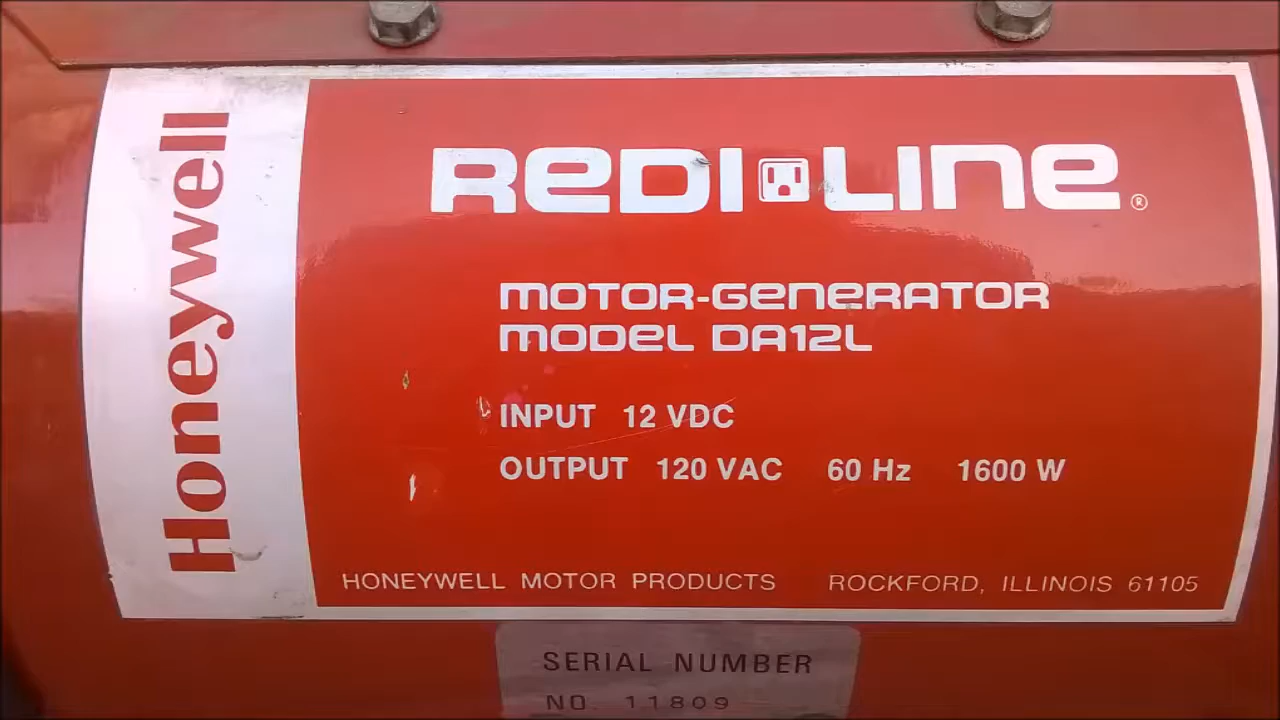 Honeywell
REDI LINE ®
MOTOR-GENERATOR
MODEL DA12L
INPUT 12 VDC
OUTPUT 120 VAC 60 Hz 1600 W
HONEYWELL MOTOR PRODUCTS ROCKFORD, ILLINOIS 61105
SERIAL NUMBER
NO. 11809